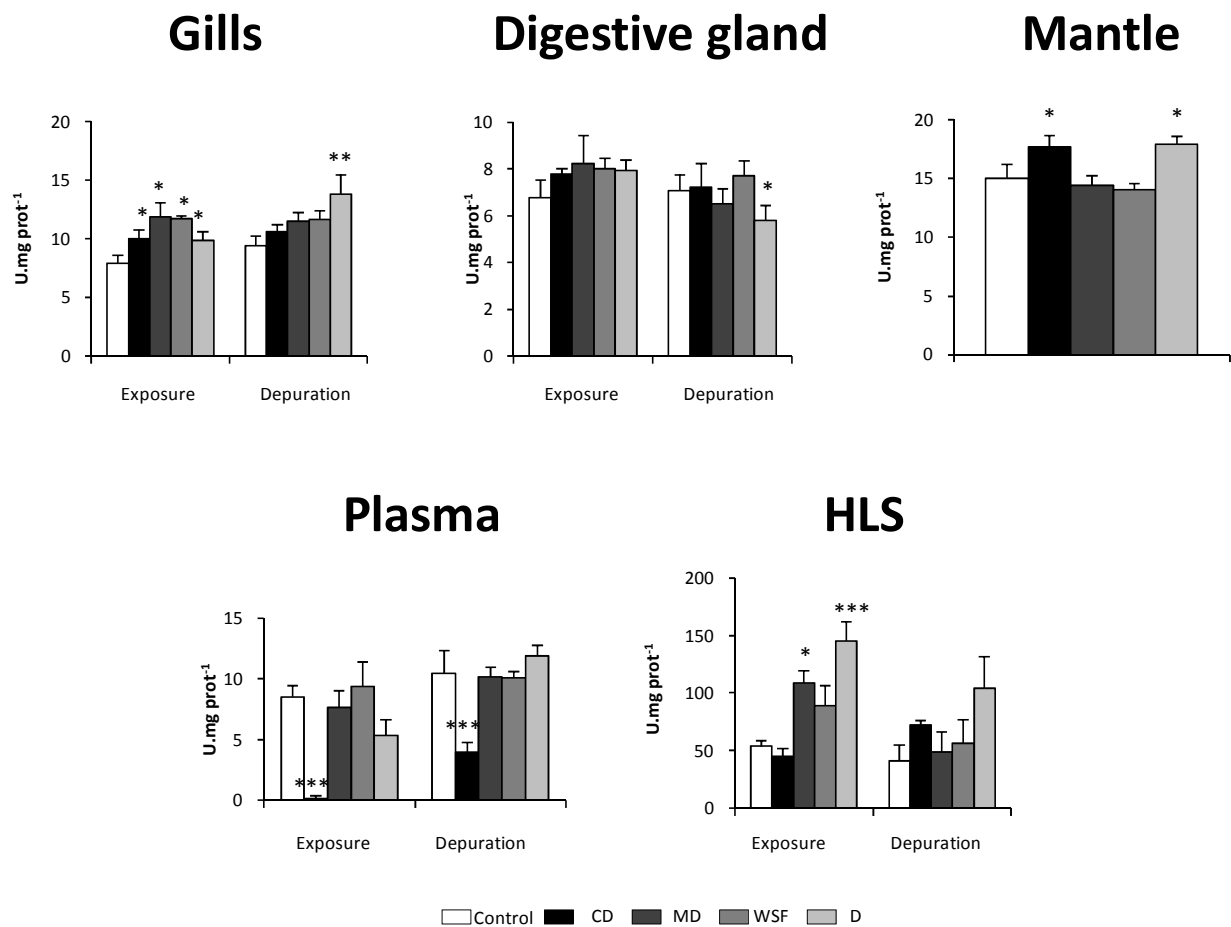 Gills
Digestive gland
Mantle
U.mg prot-1
20
15
10
5
0
*
*
*
*
**
Exposure
Depuration
U.mg prot-1
10
8
6
4
2
0
*
Exposure
Depuration
U.mg prot-1
20
15
10
5
0
*
*
Plasma
HLS
U.mg prot-1
15
10
5
0
***
***
Exposure
Depuration
U.mg prot-1
200
150
100
50
0
*
***
Exposure
Depuration
Control CD MD WSF D